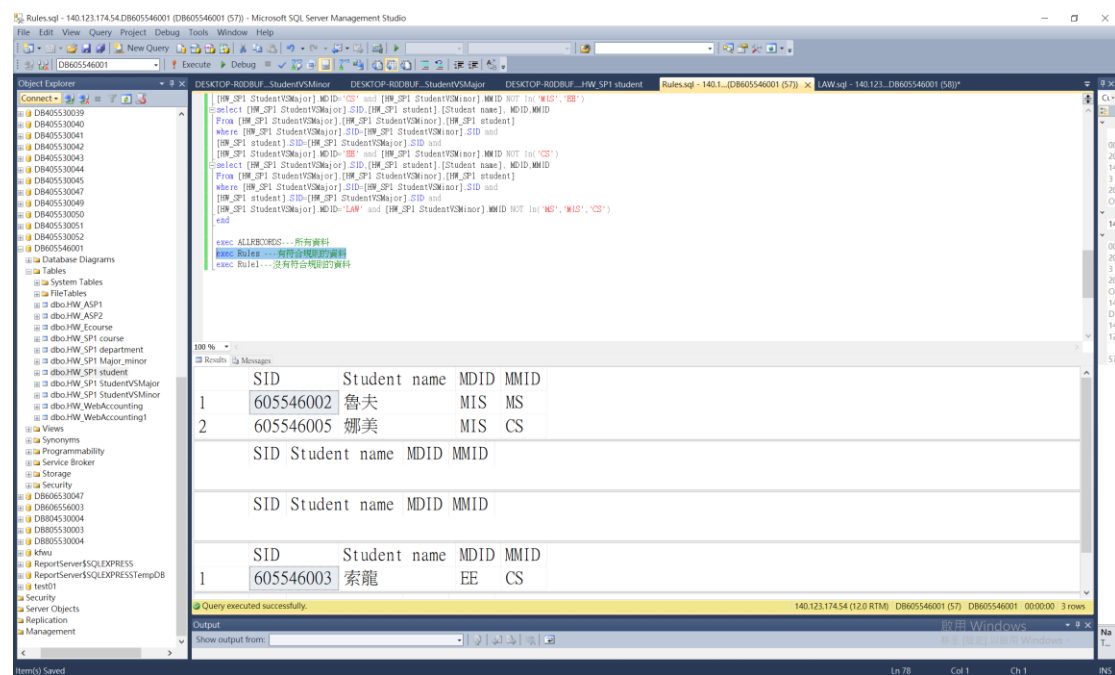 Rules.sql - 140.123.174.54.DB605546001 (DB605546001 (57)) - Microsoft SQL Server Management Studio
File Edit View Query Project Debug Tools Window Help
New Query
DB605546001
Execute Debug
Object Explorer
Connect
DB405530039
DB405530040
DB405530041
DB405530042
DB405530043
DB405530044
DB405530045
DB405530047
DB405530049
DB405530050
DB405530051
DB405530052
DB605546001
Database Diagrams
Tables
System Tables
FileTables
dbo.HW_ASP1
dbo.HW_ASP2
dbo.HW_Ecourse
dbo.HW_SP1 course
dbo.HW_SP1 department
dbo.HW_SP1 Major_minor
dbo.HW_SP1 student
dbo.HW_SP1 StudentVSMajor
dbo.HW_SP1 StudentVSMinor
dbo.HW_WebAccounting
dbo.HW_WebAccounting1
Views
Synonyms
Programmability
Service Broker
Storage
Security
DB606530047
DB606556003
DB804530004
DB805530003
DB805530004
kfwu
ReportServer$SQLEXPRESS
ReportServer$SQLEXPRESSTempDB
test01
Security
Server Objects
Replication
Management
DESKTOP-R0DBUF...StudentVSMinor DESKTOP-R0DBUF...StudentVSMajor DESKTOP-R0DBUF....HW_SP1 student Rules.sql - 140.1...(DB605546001 (57)) LAW.sql - 140.123...DB605546001 (58))*
[HW_SP1 StudentVSMajor].MDID='CS' and [HW_SP1 StudentVSMinor].MMID NOT In('MIS','EE')
select [HW_SP1 StudentVSMajor].SID,[HW_SP1 student].[Student name], MDID,MMID
From [HW_SP1 StudentVSMajor],[HW_SP1 StudentVSMinor],[HW_SP1 student]
where [HW_SP1 StudentVSMajor].SID=[HW_SP1 StudentVSMinor].SID and
[HW_SP1 student].SID=[HW_SP1 StudentVSMajor].SID and
[HW_SP1 StudentVSMajor].MDID='EE' and [HW_SP1 StudentVSMinor].MMID NOT In('CS')
select [HW_SP1 StudentVSMajor].SID,[HW_SP1 student].[Student name], MDID,MMID
From [HW_SP1 StudentVSMajor],[HW_SP1 StudentVSMinor],[HW_SP1 student]
where [HW_SP1 StudentVSMajor].SID=[HW_SP1 StudentVSMinor].SID and
[HW_SP1 student].SID=[HW_SP1 StudentVSMajor].SID and
[HW_SP1 StudentVSMajor].MDID='LAW' and [HW_SP1 StudentVSMinor].MMID NOT In('MS','MIS','CS')
end
exec ALLRECORDS---所有資料
exec Rules ---有符合規則的資料
exec Rule1---沒有符合規則的資料
100 %
Results Messages
SID Student name MDID MMID
1 605546002 魯夫 MIS MS
2 605546005 娜美 MIS CS
SID Student name MDID MMID
SID Student name MDID MMID
SID Student name MDID MMID
1 605546003 索龍 EE CS
Query executed successfully. 140.123.174.54 (12.0 RTM) DB605546001 (57) DB605546001 00:00:00 3 rows
Output
Show output from:
啟用 Windows
Item(s) Saved Ln 78 Col 1 Ch 1 INS